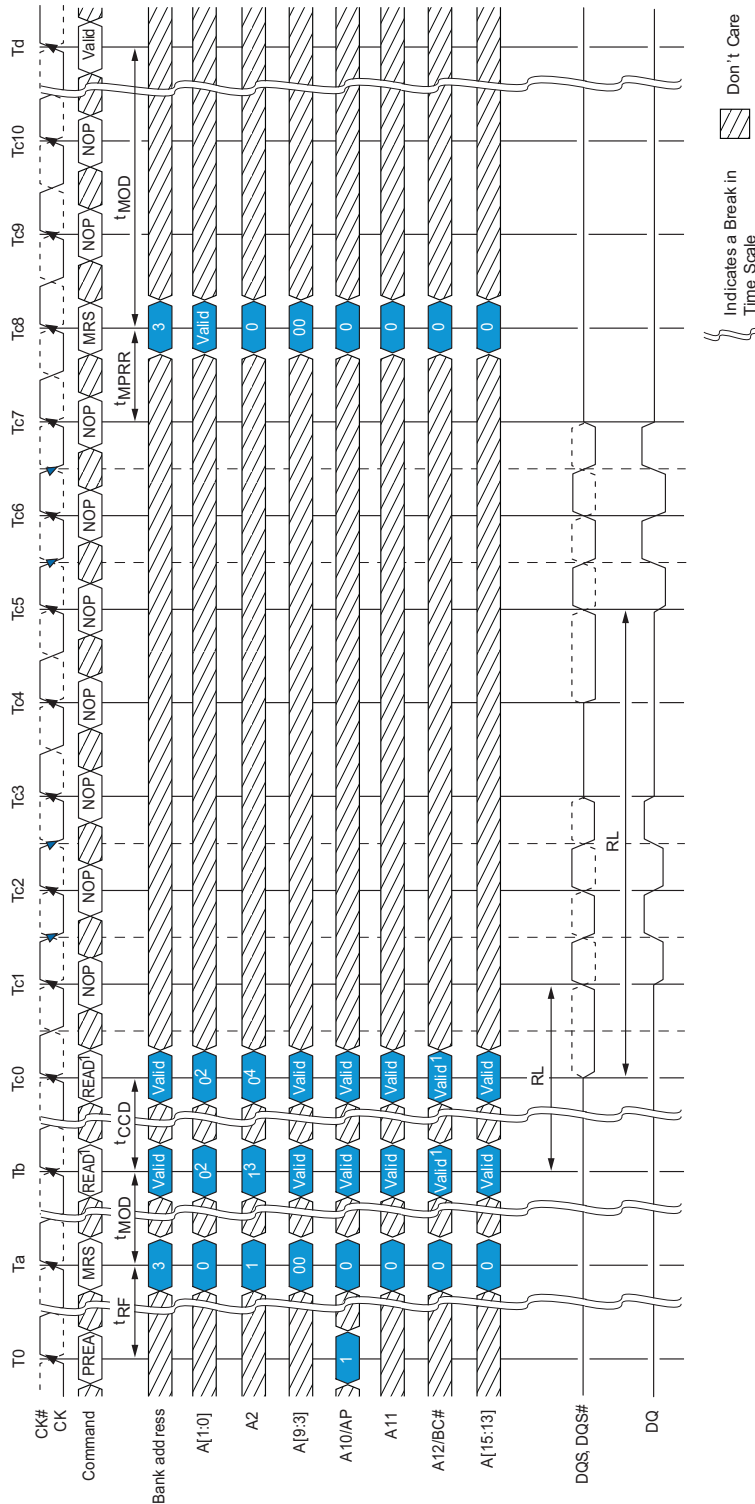 T0 Ta Tb Tc0 Tc1 Tc2 Tc3 Tc4 Tc5 Tc6 Tc7 Tc8 Tc9 Tc10 Td
CK#
CK
Command PREA MRS READ1 READ1 NOP NOP NOP NOP NOP NOP NOP MRS NOP NOP Valid
tRF tMOD tCCD tMPRR tMOD
Bank address 3 Valid Valid 3
A[1:0] 0 02 02 Valid
A2 1 13 04 0
A[9:3] 00 Valid Valid 00
A10/AP 1 0 Valid Valid 0
A11 0 Valid Valid 0
A12/BC# 0 Valid1 Valid1 0
A[15:13] 0 Valid Valid 0
RL
DQS, DQS#
RL
DQ
Indicates a Break in
Time Scale
Don't Care